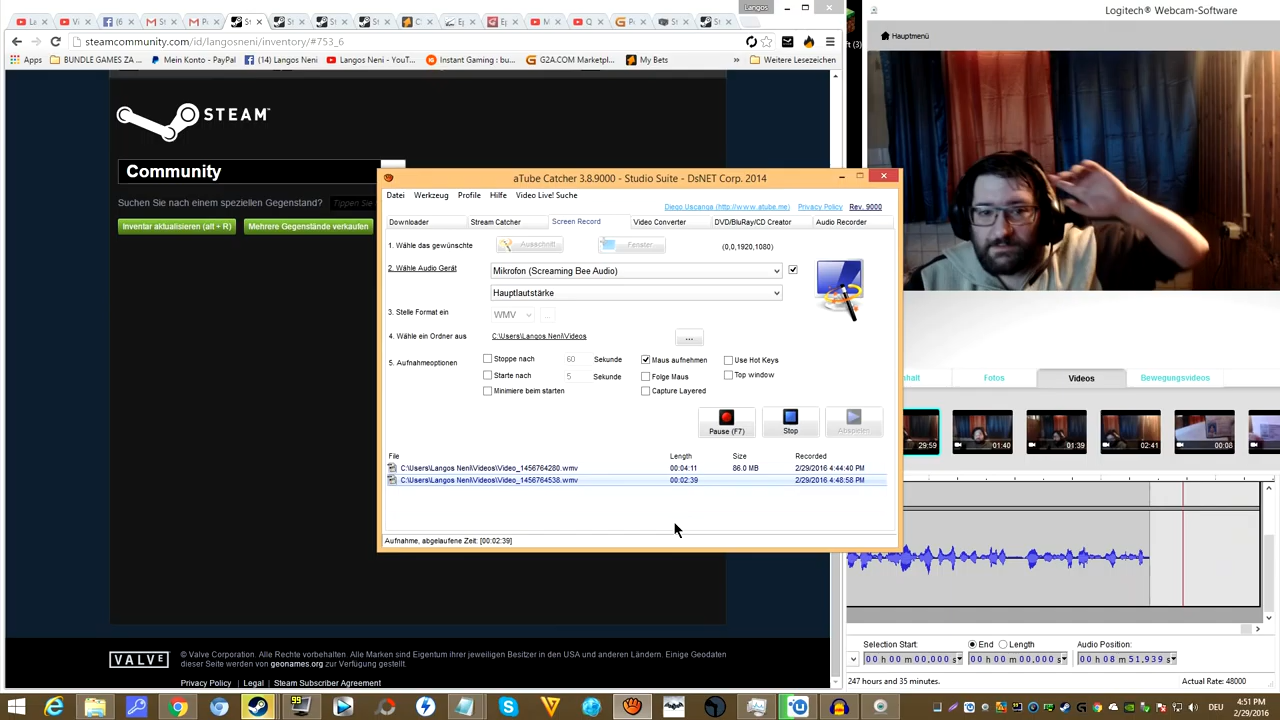 Langos
Logitech® Webcam-Software
steamcommunity.com/id/langosneni/inventory/#753_6
Hauptmenü
Apps
BUNDLE GAMES ZA...
Mein Konto - PayPal
(14) Langos Neni
Langos Neni - YouT...
Instant Gaming : bu...
G2A.COM Marketpl...
My Bets
»
Weitere Lesezeichen
STEAM™
Community
Suchen Sie nach einem speziellen Gegenstand?
Inventar aktualisieren (alt + R)
Mehrere Gegenstände verkaufen
aTube Catcher 3.8.9000 - Studio Suite - DsNET Corp. 2014
Datei Werkzeug Profile Hilfe Video Live! Suche
Diego Uscanga (http://www.atube.me) Privacy Policy Rev. 9000
Downloader Stream Catcher Screen Record Video Converter DVD/BluRay/CD Creator Audio Recorder
1. Wähle das gewünschte Ausschnitt Fenster (0,0,1920,1080)
2. Wähle Audio Gerät Mikrofon (Screaming Bee Audio)
Hauptlautstärke
3. Stelle Format ein WMV ...
4. Wähle ein Ordner aus C:\Users\Langos Neni\Videos ...
5. Aufnahmeoptionen
Stoppe nach 60 Sekunde Maus aufnehmen Use Hot Keys
Starte nach 5 Sekunde Folge Maus Top window
Minimiere beim starten Capture Layered
Pause (F7) Stop Abspielen
File Length Size Recorded
C:\Users\Langos Neni\Videos\Video_1456764280.wmv 00:04:11 86.0 MB 2/29/2016 4:44:40 PM
C:\Users\Langos Neni\Videos\Video_1456764538.wmv 00:02:39 2/29/2016 4:48:58 PM
Aufnahme, abgelaufene Zeit: [00:02:39]
Fotos Videos Bewegungsvideos
29:59 01:40 01:39 02:41 00:08
VALVE
© Valve Corporation. Alle Rechte vorbehalten. Alle Marken sind Eigentum ihrer jeweiligen Besitzer in den USA und anderen Ländern. Einige Geodaten
dieser Seite werden von geonames.org zur Verfügung gestellt.
Privacy Policy | Legal | Steam Subscriber Agreement
Selection Start: End Length Audio Position:
00 h 00 m 00,000 s 00 h 00 m 00,000 s 00 h 08 m 51,939 s
247 hours and 35 minutes. Actual Rate: 48000
DEU
4:51 PM
2/29/2016